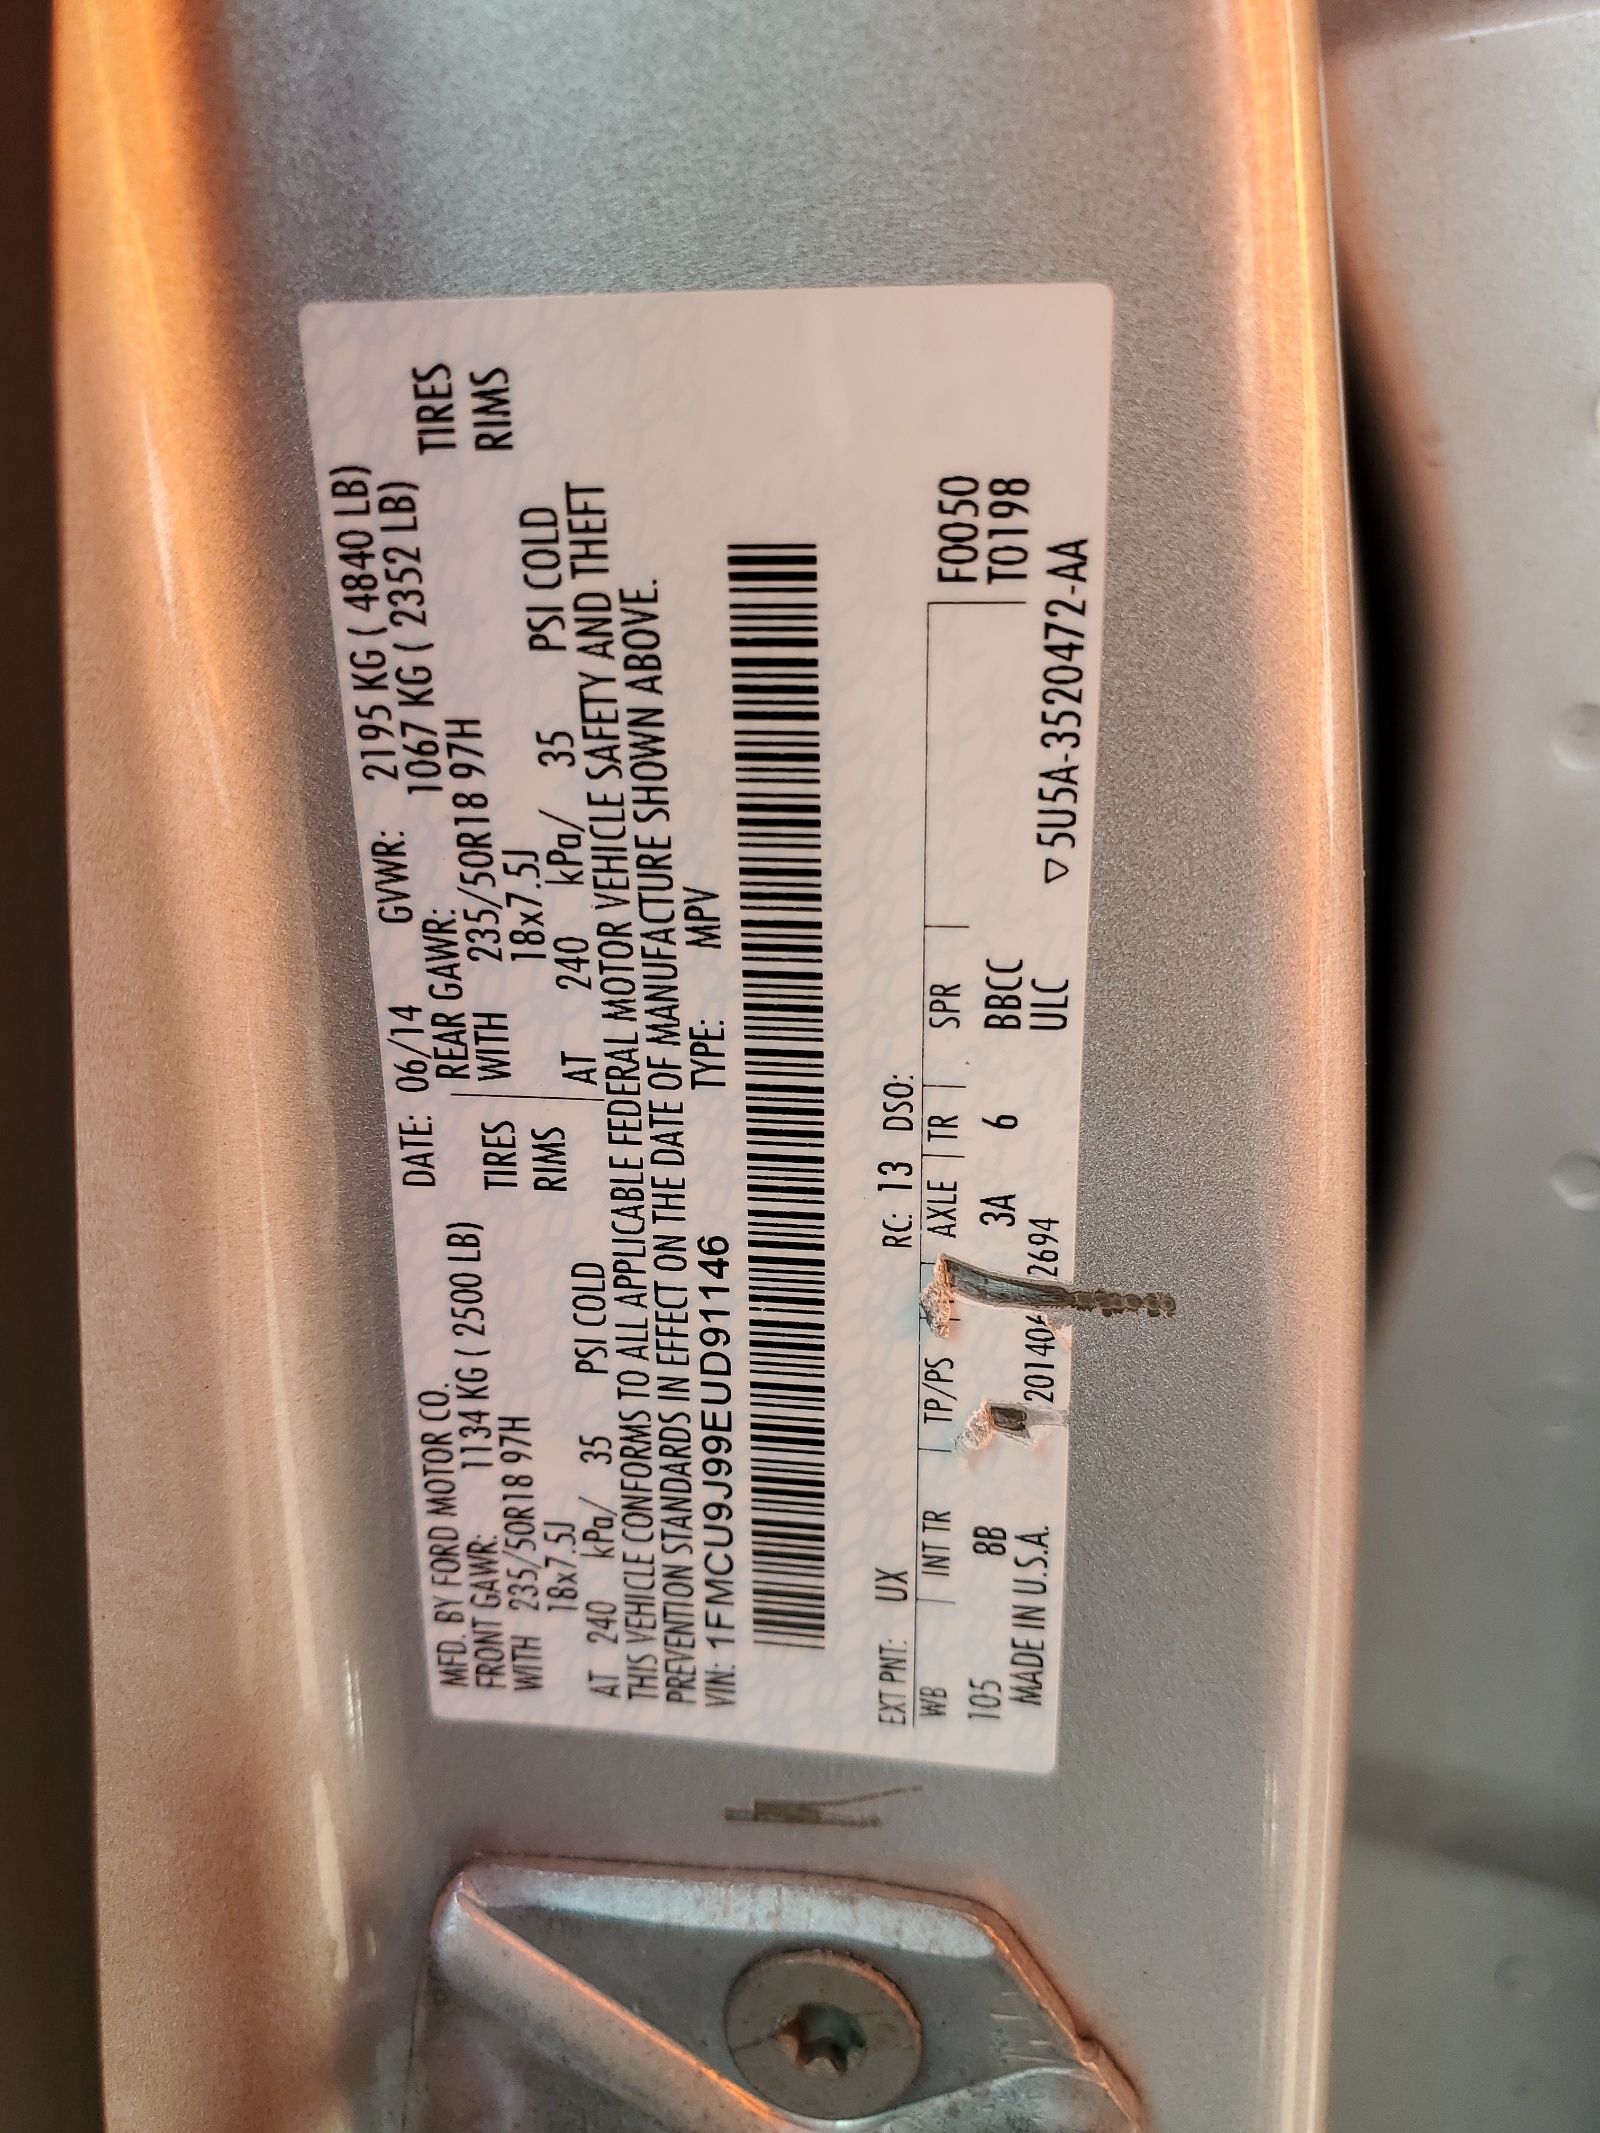 MFD. BY FORD MOTOR CO. DATE: 06/14 GVWR: 2195 KG ( 4840 LB)
FRONT GAWR: 1134 KG ( 2500 LB) REAR GAWR: 1067 KG ( 2352 LB)
WITH 235/50R18 97H TIRES WITH 235/50R18 97H TIRES
18x7.5J RIMS 18x7.5J RIMS
AT 240 kPa/ 35 PSI COLD AT 240 kPa/ 35 PSI COLD
THIS VEHICLE CONFORMS TO ALL APPLICABLE FEDERAL MOTOR VEHICLE SAFETY AND THEFT
PREVENTION STANDARDS IN EFFECT ON THE DATE OF MANUFACTURE SHOWN ABOVE.
VIN: 1FMCU9J99EUD91146 TYPE: MPV
EXT PNT: UX RC: 13 DSO:
WB INT TR TP/PS AXLE TR SPR F0050
105 8B 3A 6 BBCC T0198
MADE IN U.S.A. ULC ▽5U5A-3520472-AA